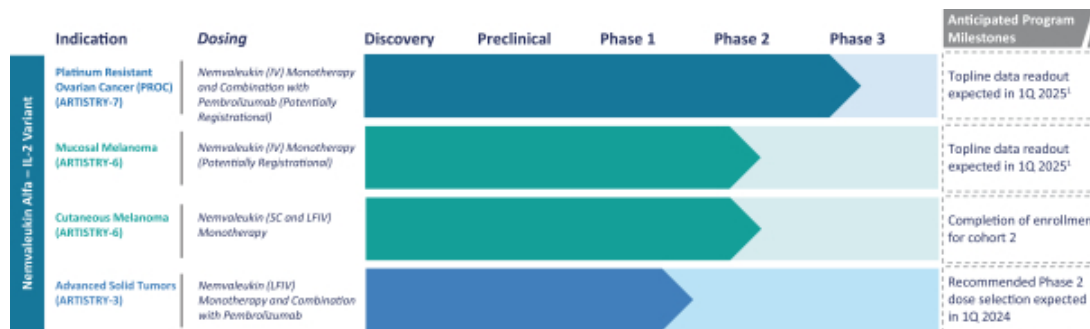 Anticipated Program
Milestones
Indication Dosing Discovery Preclinical Phase 1 Phase 2 Phase 3
Nemvaleukin Alfa – IL-2 Variant
Platinum Resistant
Ovarian Cancer (PROC)
(ARTISTRY-7)
Nemvaleukin (IV) Monotherapy
and Combination with
Pembrolizumab (Potentially
Registrational)
Topline data readout
expected in 1Q 2025¹
Mucosal Melanoma
(ARTISTRY-6)
Nemvaleukin (IV) Monotherapy
(Potentially Registrational)
Topline data readout
expected in 1Q 2025¹
Cutaneous Melanoma
(ARTISTRY-6)
Nemvaleukin (SC and LFIV)
Monotherapy
Completion of enrollmen
for cohort 2
Advanced Solid Tumors
(ARTISTRY-3)
Nemvaleukin (LFIV)
Monotherapy and Combination
with Pembrolizumab
Recommended Phase 2
dose selection expected
in 1Q 2024